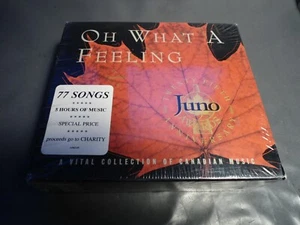 OH WHAT A
FEELING
77 SONGS
5 HOURS OF MUSIC
SPECIAL PRICE
proceeds go to CHARITY
Juno
A VITAL COLLECTION OF CANADIAN MUSIC